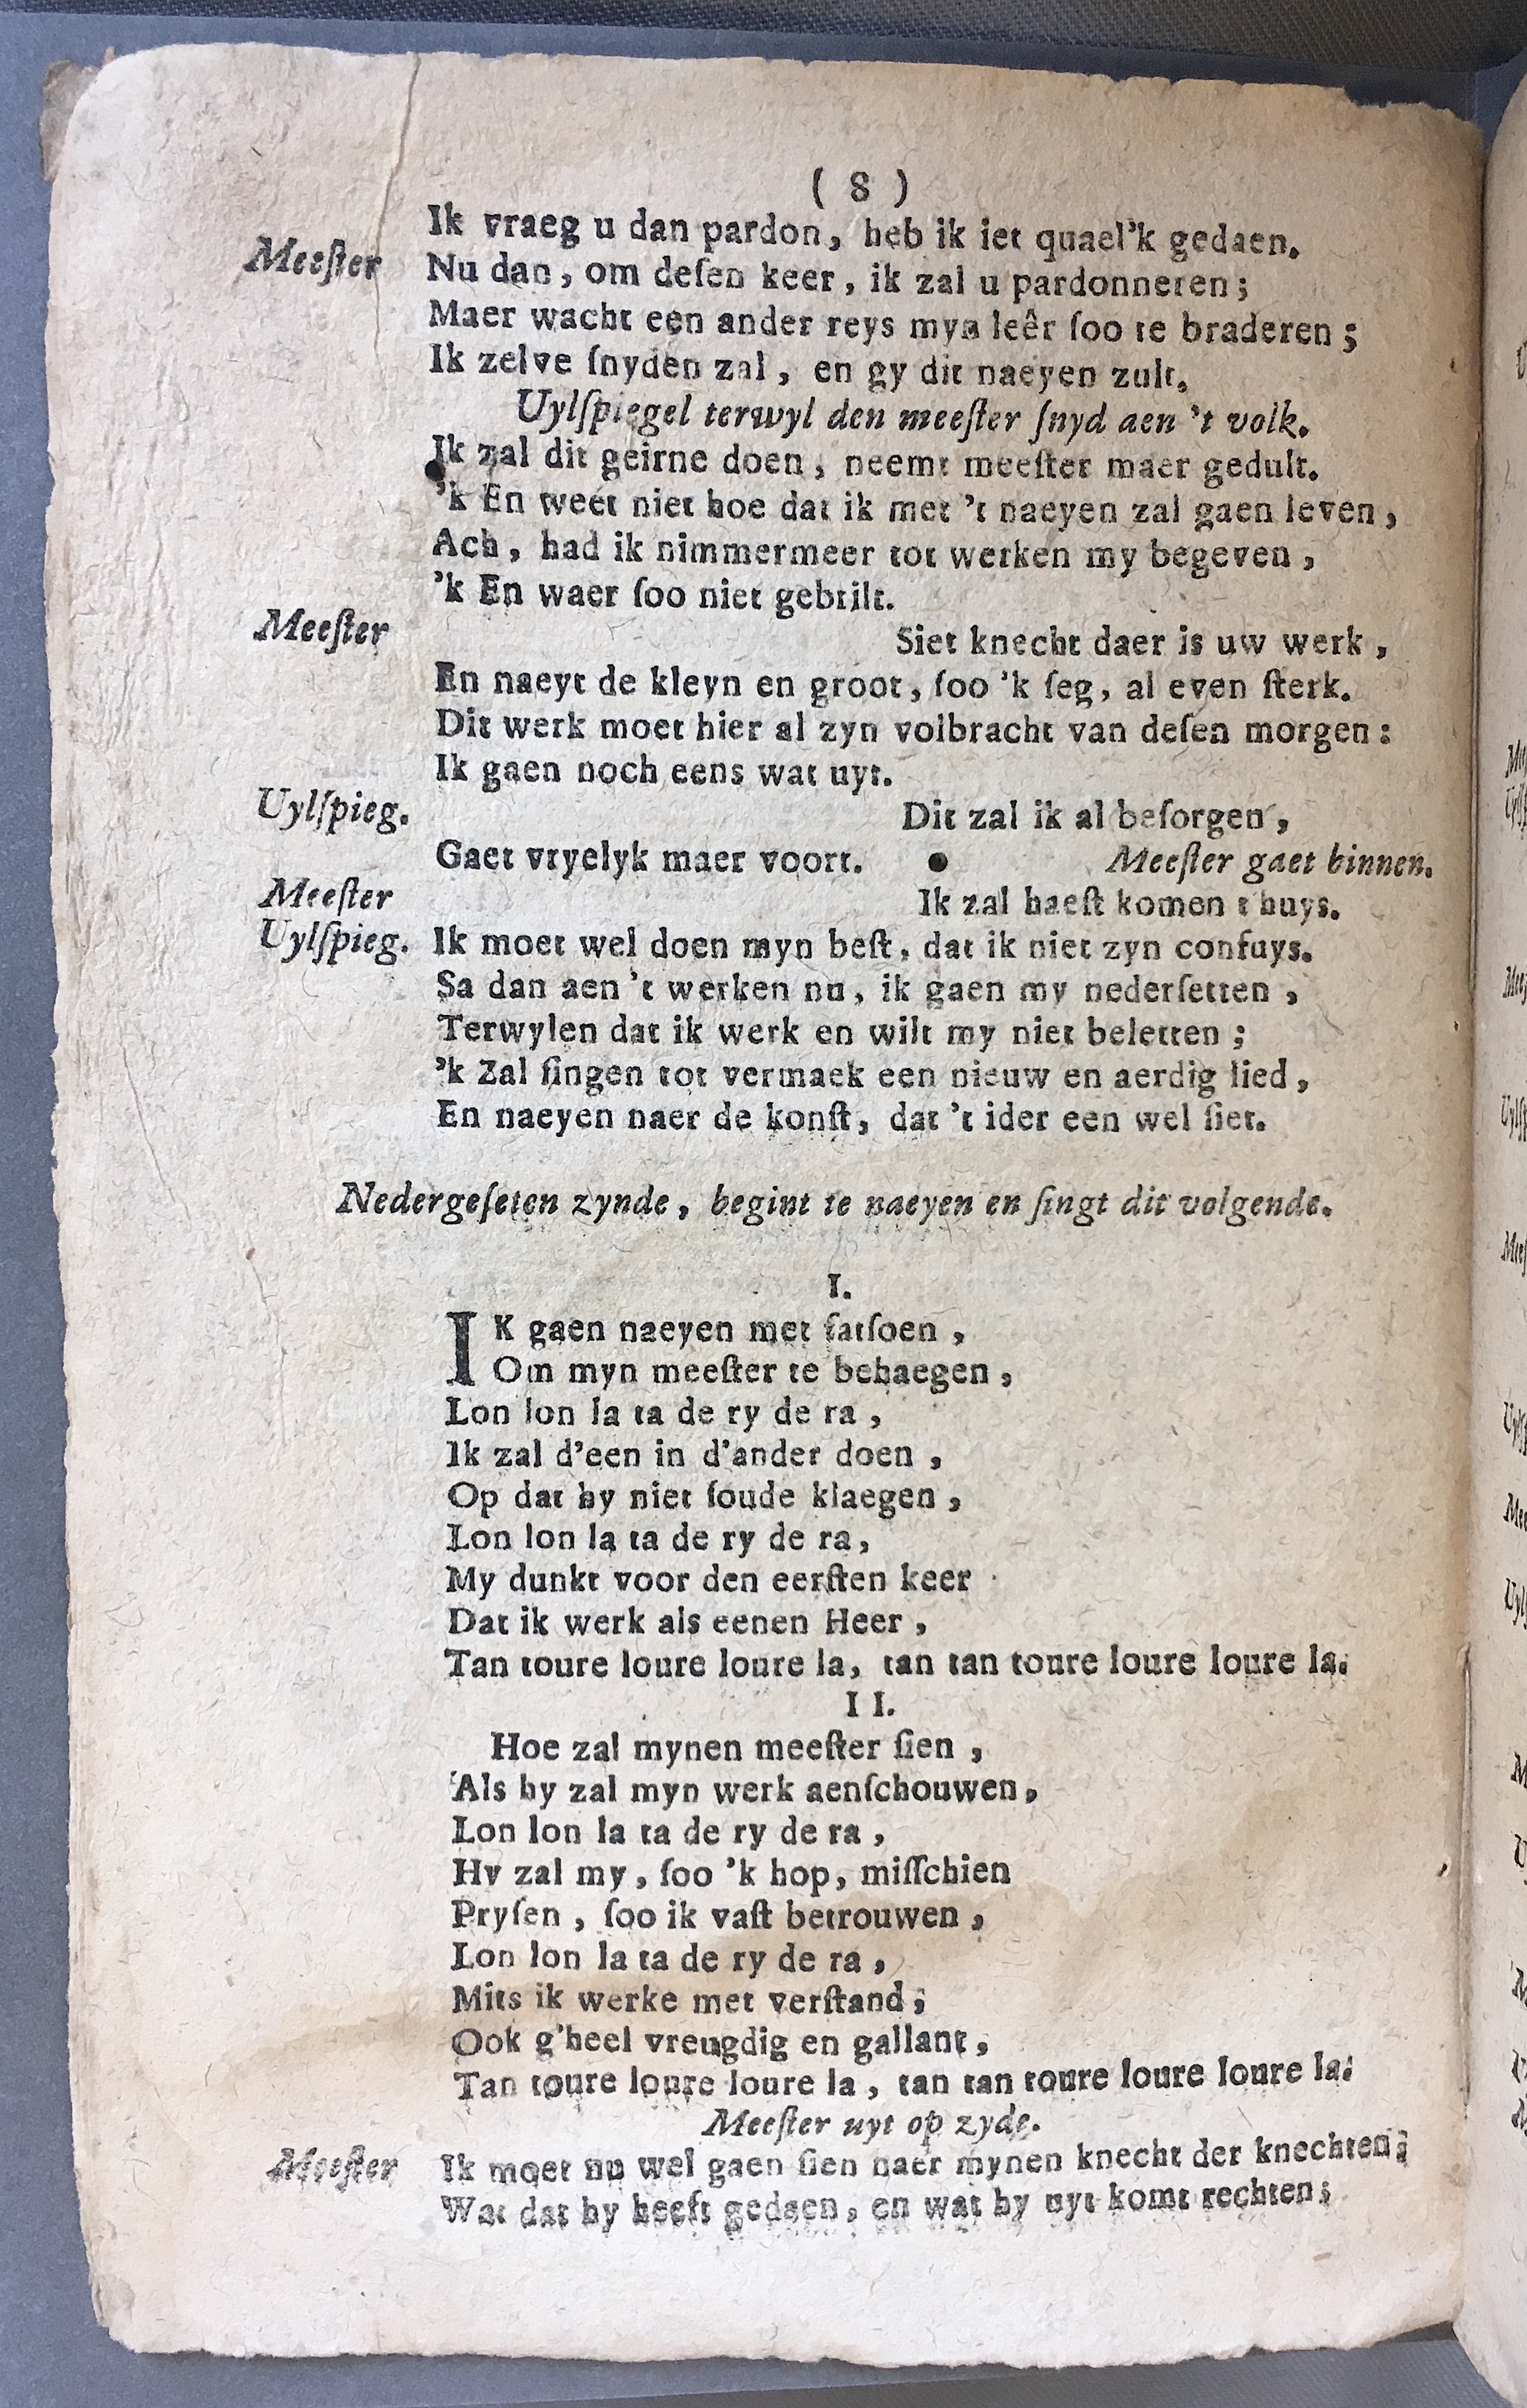 ( 8 )
Ik vraeg u dan pardon, heb ik iet quael'k gedaen.
Meeſter Nu dan, om deſen keer, ik zal u pardonneren;
Maer wacht een ander reys myn leêr ſoo te braderen;
Ik zelve ſnyden zal, en gy dit naeyen zult.
Uylſpiegel terwyl den meeſter ſnyd aen 't volk.
Ik zal dit geirne doen, neemt meeſter maer gedult.
'k En weet niet hoe dat ik met 't naeyen zal gaen leven,
Ach, had ik nimmermeer tot werken my begeven,
'k En waer ſoo niet gebrilt.
Meeſter Siet knecht daer is uw werk,
En naeyt de kleyn en groot, ſoo 'k ſeg, al even ſterk.
Dit werk moet hier al zyn volbracht van deſen morgen:
Ik gaen noch eens wat uyt.
Uylſpieg. Dit zal ik al beſorgen,
Gaet vryelyk maer voort. Meeſter gaet binnen.
Meeſter Ik zal haeſt komen t'huys.
Uylſpieg. Ik moet wel doen myn beſt, dat ik niet zyn confuys.
Sa dan aen 't werken nu, ik gaen my nederſetten,
Terwylen dat ik werk en wilt my niet beletten;
'k Zal ſingen tot vermaek een nieuw en aerdig lied,
En naeyen naer de konſt, dat 't ider een wel ſiet.
Nedergeſeten zynde, begint te naeyen en ſingt dit volgende.
I.
IK gaen naeyen met fatſoen,
Om myn meeſter te behaegen,
Lon lon la ta de ry de ra,
Ik zal d'een in d'ander doen,
Op dat hy niet ſoude klaegen,
Lon lon la ta de ry de ra,
My dunkt voor den eerſten keer
Dat ik werk als eenen Heer,
Tan toure loure loure la, tan tan toure loure loure la.
II.
Hoe zal mynen meeſter ſien,
Als hy zal myn werk aenſchouwen,
Lon lon la ta de ry de ra,
Hy zal my, ſoo 'k hop, miſſchien
Pryſen, ſoo ik vaſt betrouwen,
Lon lon la ta de ry de ra,
Mits ik werke met verſtand;
Ook g'heel vreugdig en gallant,
Tan toure loure loure la, tan tan toure loure loure la.
Meeſter uyt op zyde.
Meeſter Ik moet nu wel gaen ſien naer mynen knecht der knechten;
Wat dat hy heeft gedaen, en wat hy uyt komt rechten;